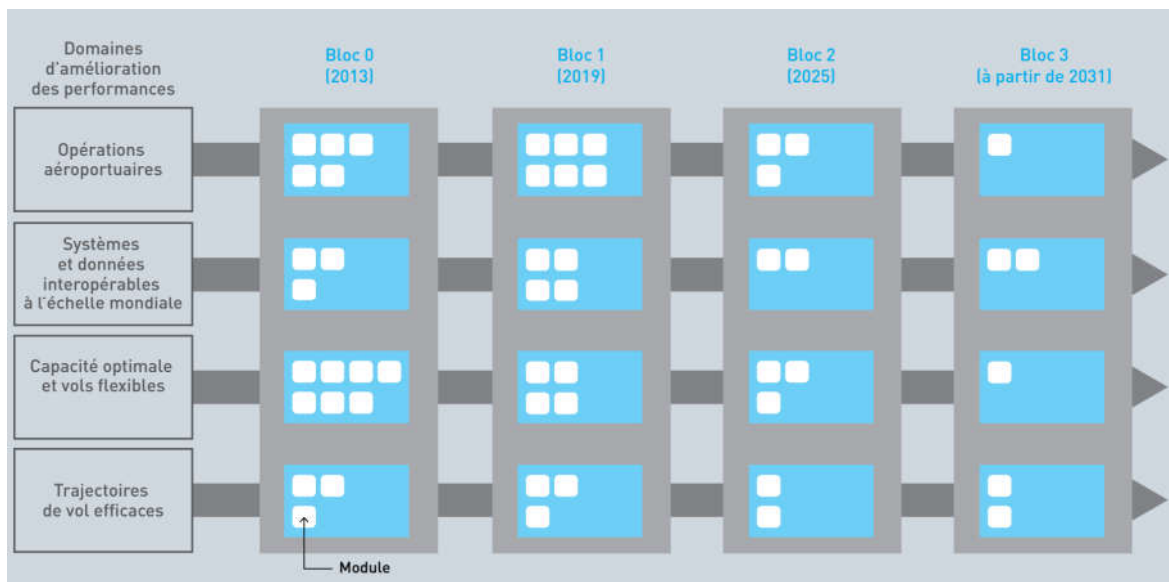 Domaines
d'amélioration
des performances
Bloc 0
(2013)
Bloc 1
(2019)
Bloc 2
(2025)
Bloc 3
(à partir de 2031)
Opérations
aéroportuaires
Systèmes
et données
interopérables
à l'échelle mondiale
Capacité optimale
et vols flexibles
Trajectoires
de vol efficaces
Module